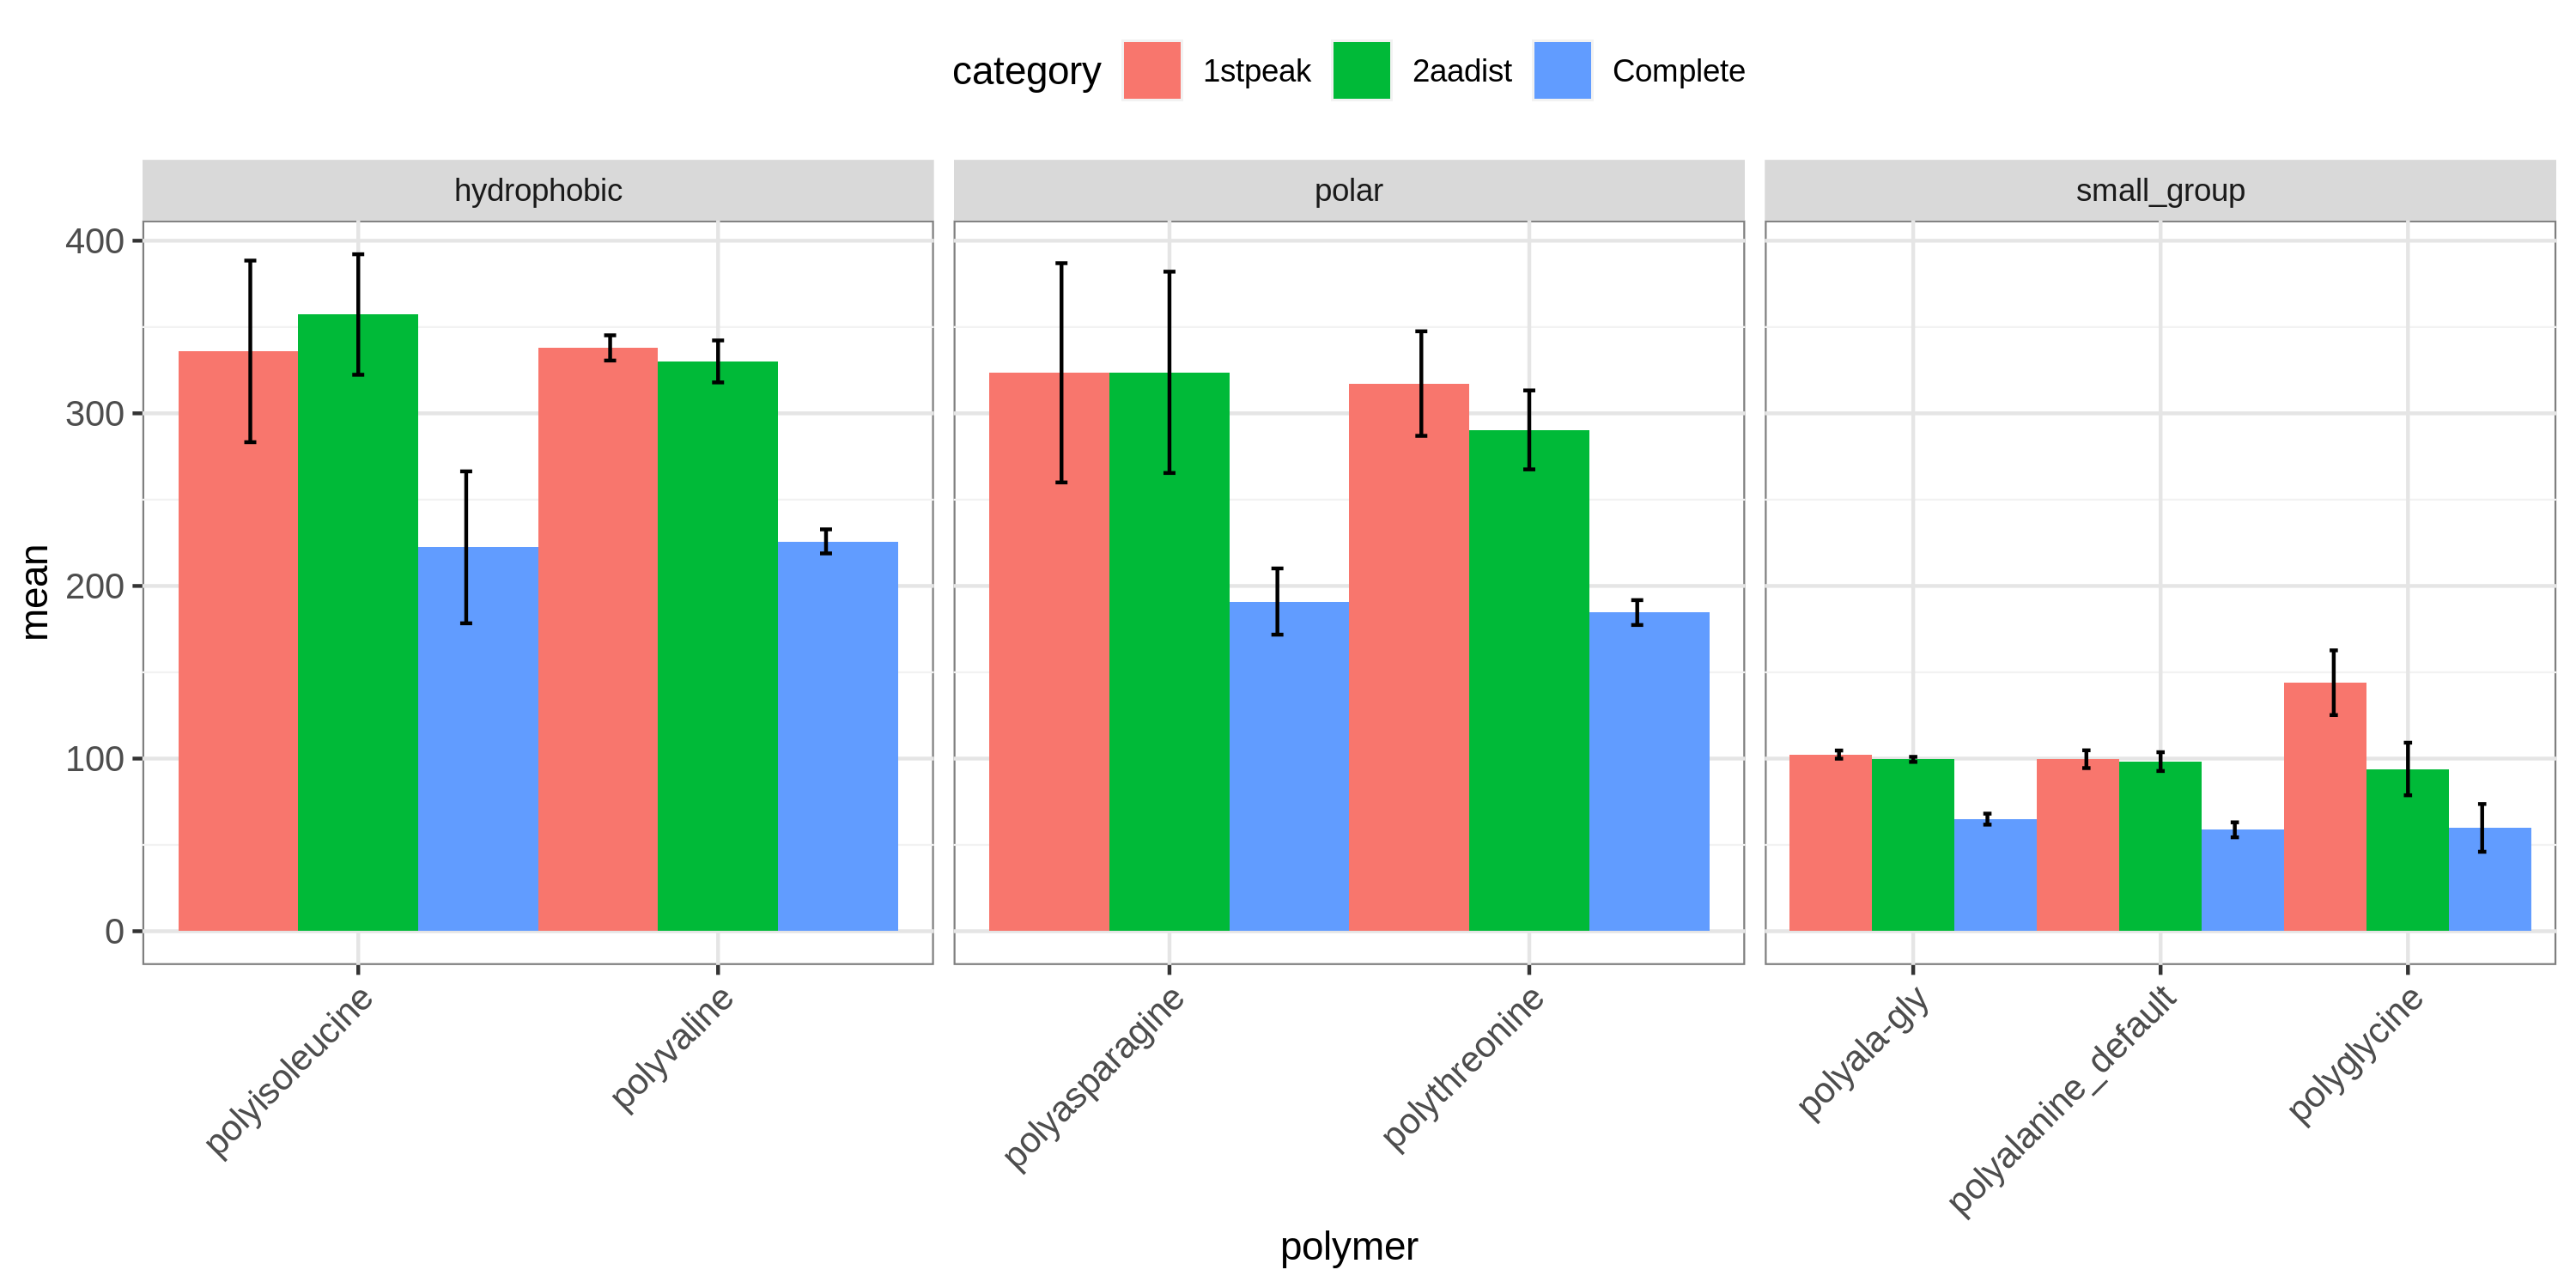 category 1stpeak 2aadist Complete
hydrophobic polar small_group
400
300
200
100
0
mean
polyisoleucine polyvaline polyasparagine polythreonine polyala-gly polyalanine_default polyglycine
polymer